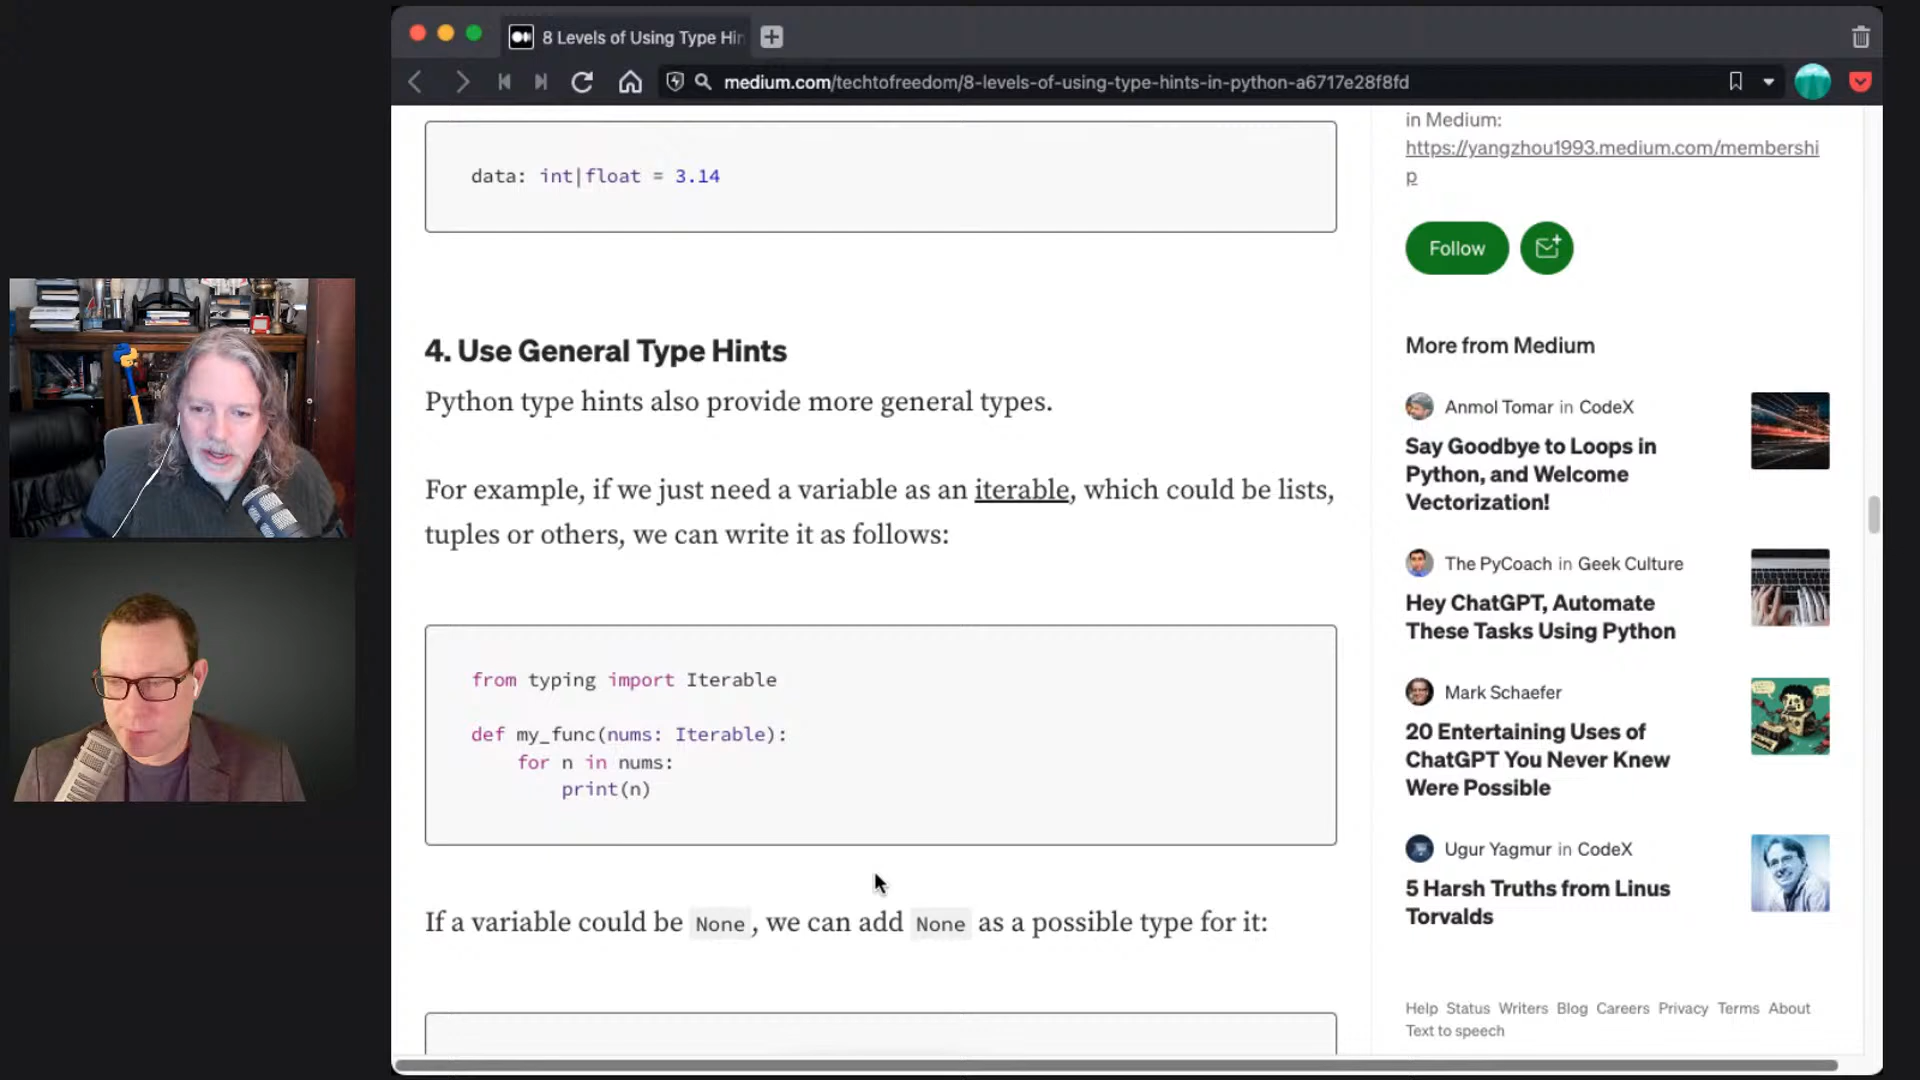 8 Levels of Using Type Hin
medium.com/techtofreedom/8-levels-of-using-type-hints-in-python-a6717e28f8fd
data: int|float = 3.14
4. Use General Type Hints
Python type hints also provide more general types.
For example, if we just need a variable as an iterable, which could be lists,
tuples or others, we can write it as follows:
from typing import Iterable
def my_func(nums: Iterable):
for n in nums:
print(n)
If a variable could be None, we can add None as a possible type for it:
in Medium:
https://yangzhou1993.medium.com/membershi
p
Follow
More from Medium
Anmol Tomar in CodeX
Say Goodbye to Loops in
Python, and Welcome
Vectorization!
The PyCoach in Geek Culture
Hey ChatGPT, Automate
These Tasks Using Python
Mark Schaefer
20 Entertaining Uses of
ChatGPT You Never Knew
Were Possible
Ugur Yagmur in CodeX
5 Harsh Truths from Linus
Torvalds
Help Status Writers Blog Careers Privacy Terms About
Text to speech